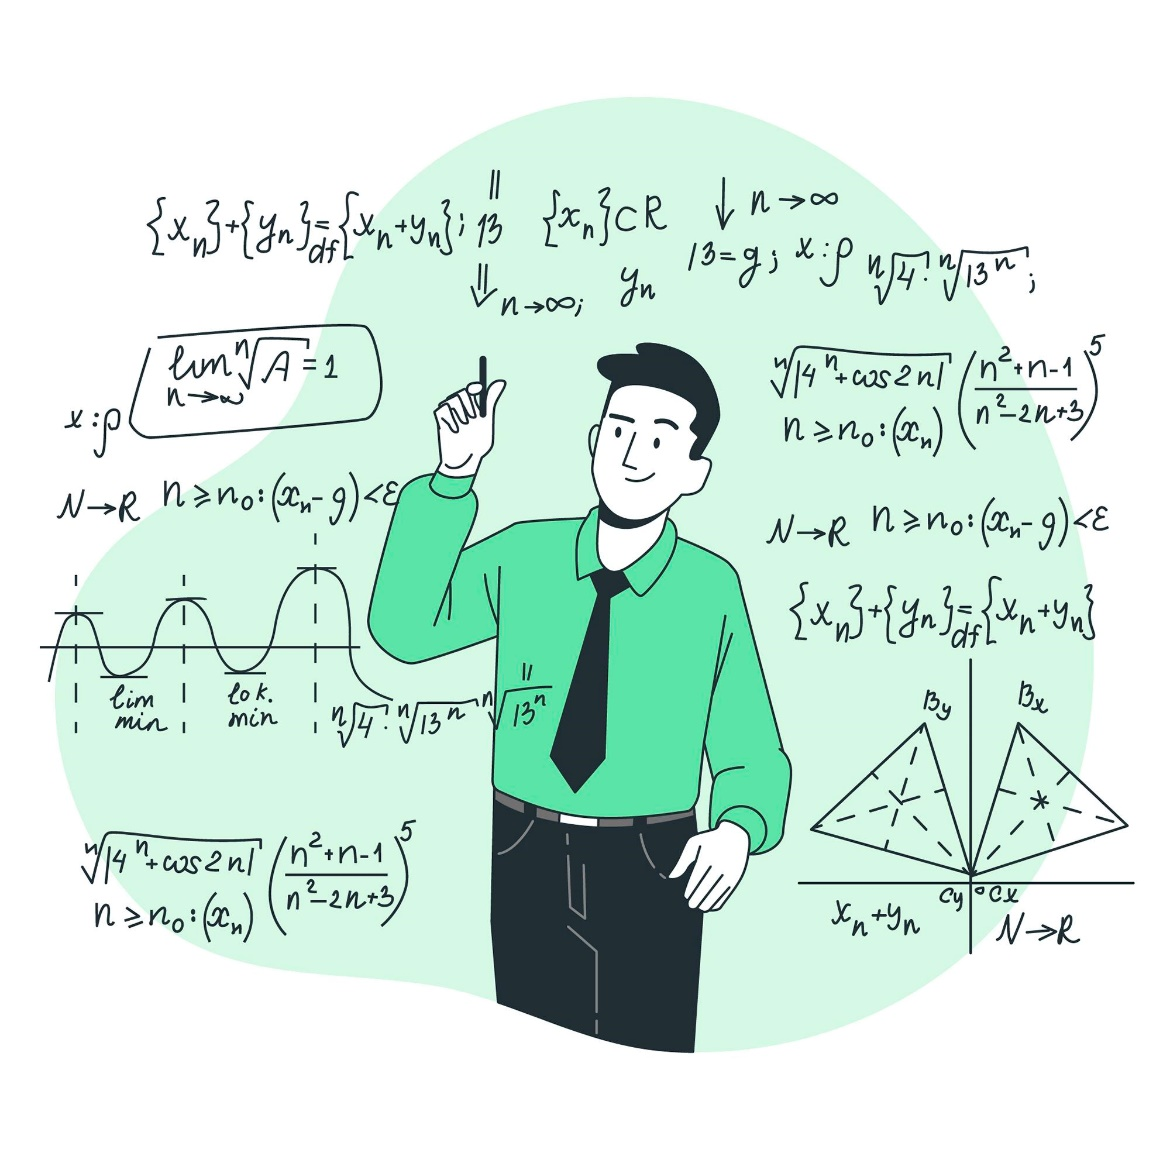 {xₙ}+{yₙ}=df{xₙ+yₙ}; 13 {xₙ}⊂R ↓ n→∞
||
⇓ n→∞; yₙ 13=g; x:ρ ⁿ√4: ⁿ√13ⁿ;
lim ⁿ√A=1
n→∞
x:ρ
N→R n≥n₀:(xₙ-g)<ε
lim min
lok. min
ⁿ√4: ⁿ√13ⁿ ⁿ√13ⁿ
||
ⁿ√|4ⁿ+cos2n| ((n²+n-1)/(n²-2n+3))⁵
n≥n₀:(xₙ)
ⁿ√|4ⁿ+cos2n| ((n²+n-1)/(n²-2n+3))⁵
n≥n₀:(xₙ)
N→R n≥n₀:(xₙ-g)<ε
{xₙ}+{yₙ}=df{xₙ+yₙ}
By Bx
Cy ° Cx
xₙ+yₙ N→R